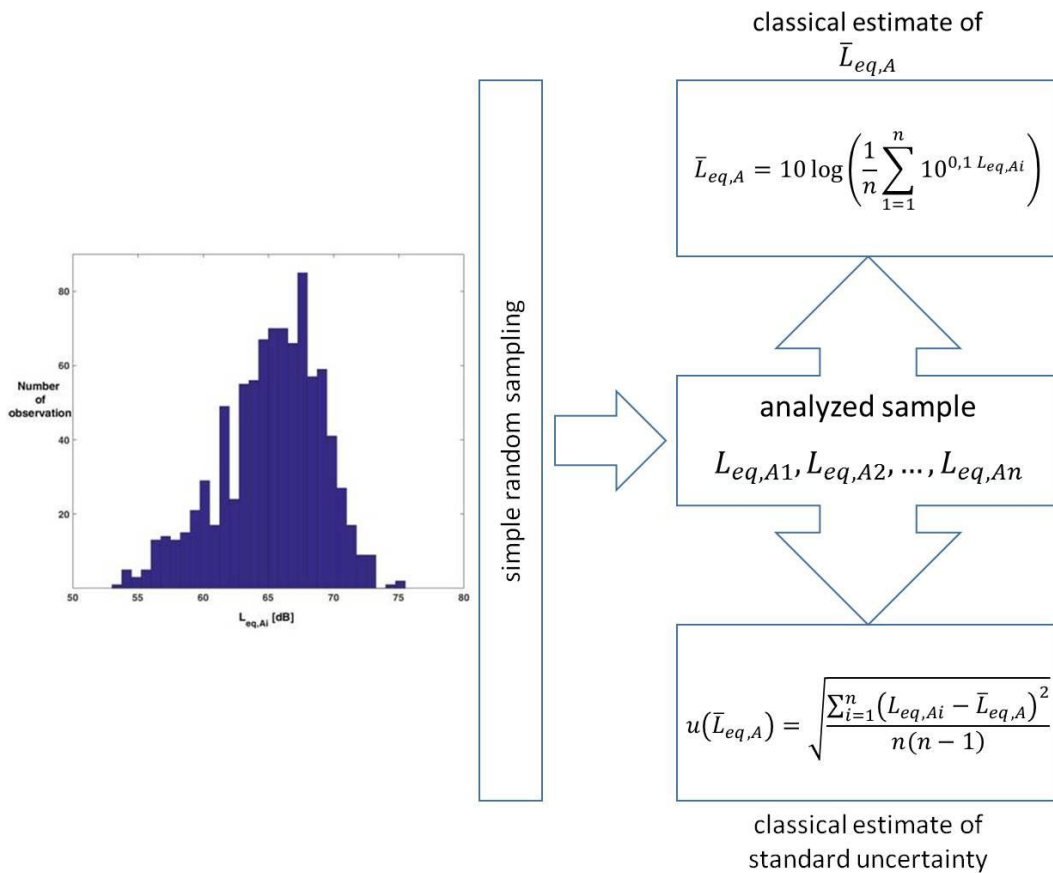 classical estimate of
L̄eq,A
L̄eq,A = 10 log(1/n ∑_{1=1}^{n} 10^{0,1 Leq,Ai})
80
60
Number
of
observation
40
20
50 55 60 65 70 75 80
Leq,Ai [dB]
simple random sampling
analyzed sample
Leq,A1, Leq,A2, ..., Leq,An
u(L̄eq,A) = √(∑_{i=1}^{n}(Leq,Ai − L̄eq,A)² / n(n − 1))
classical estimate of
standard uncertainty